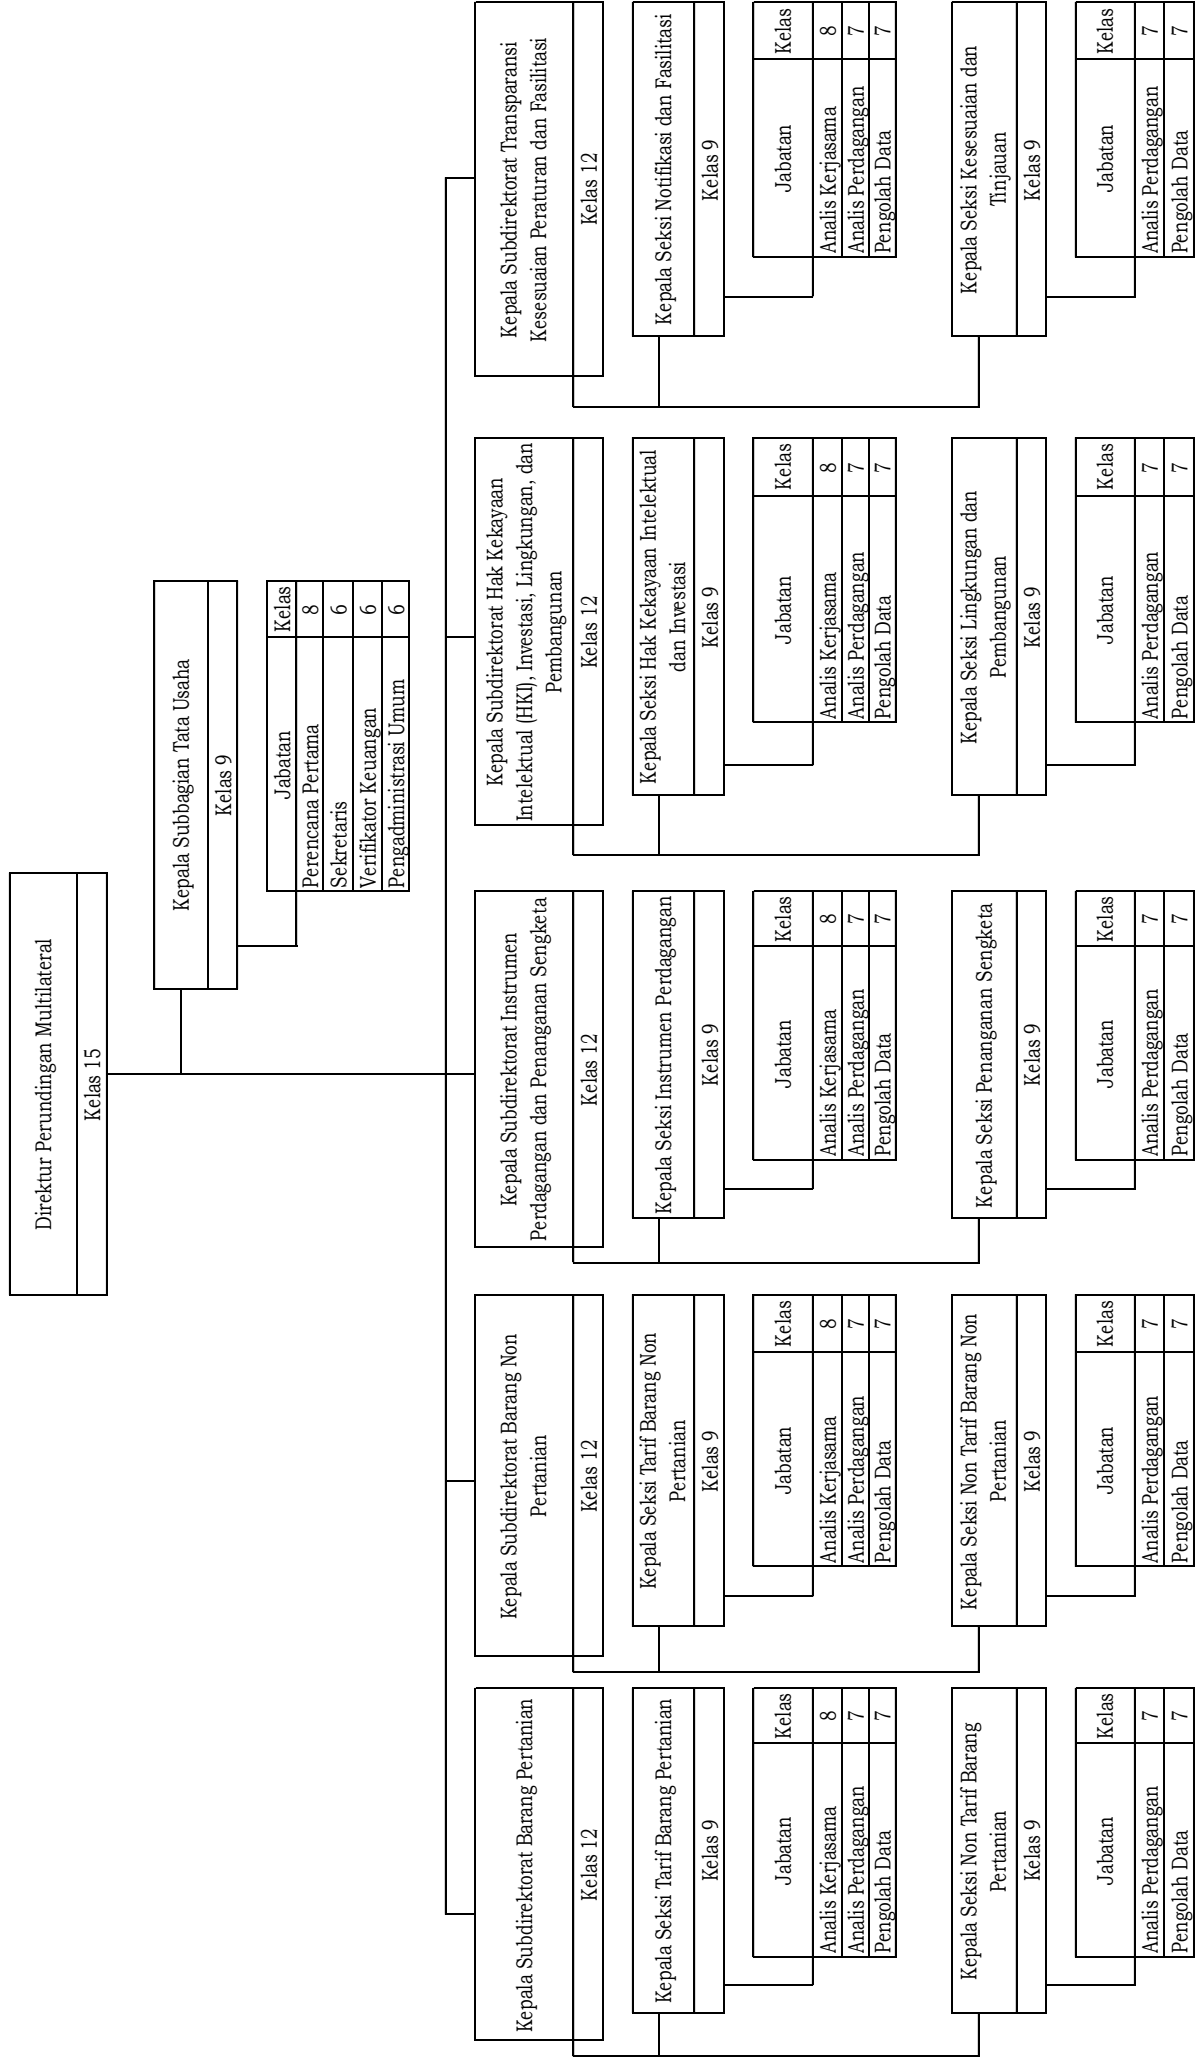 Direktur Perundingan Multilateral
Kelas 15
Kepala Subbagian Tata Usaha
Kelas 9
Jabatan Kelas
Perencana Pertama 8
Sekretaris 6
Verifikator Keuangan 6
Pengadministrasi Umum 6
Kepala Subdirektorat Barang Pertanian
Kelas 12
Kepala Seksi Tarif Barang Pertanian
Kelas 9
Jabatan Kelas
Analis Kerjasama 8
Analis Perdagangan 7
Pengolah Data 7
Kepala Seksi Non Tarif Barang
Pertanian
Kelas 9
Jabatan Kelas
Analis Perdagangan 7
Pengolah Data 7
Kepala Subdirektorat Barang Non
Pertanian
Kelas 12
Kepala Seksi Tarif Barang Non
Pertanian
Kelas 9
Jabatan Kelas
Analis Kerjasama 8
Analis Perdagangan 7
Pengolah Data 7
Kepala Seksi Non Tarif Barang Non
Pertanian
Kelas 9
Jabatan Kelas
Analis Perdagangan 7
Pengolah Data 7
Kepala Subdirektorat Instrumen
Perdagangan dan Penanganan Sengketa
Kelas 12
Kepala Seksi Instrumen Perdagangan
Kelas 9
Jabatan Kelas
Analis Kerjasama 8
Analis Perdagangan 7
Pengolah Data 7
Kepala Seksi Penanganan Sengketa
Kelas 9
Jabatan Kelas
Analis Perdagangan 7
Pengolah Data 7
Kepala Subdirektorat Hak Kekayaan
Intelektual (HKI), Investasi, Lingkungan, dan
Pembangunan
Kelas 12
Kepala Seksi Hak Kekayaan Intelektual
dan Investasi
Kelas 9
Jabatan Kelas
Analis Kerjasama 8
Analis Perdagangan 7
Pengolah Data 7
Kepala Seksi Lingkungan dan
Pembangunan
Kelas 9
Jabatan Kelas
Analis Perdagangan 7
Pengolah Data 7
Kepala Subdirektorat Transparansi
Kesesuaian Peraturan dan Fasilitasi
Kelas 12
Kepala Seksi Notifikasi dan Fasilitasi
Kelas 9
Jabatan Kelas
Analis Kerjasama 8
Analis Perdagangan 7
Pengolah Data 7
Kepala Seksi Kesesuaian dan
Tinjauan
Kelas 9
Jabatan Kelas
Analis Perdagangan 7
Pengolah Data 7